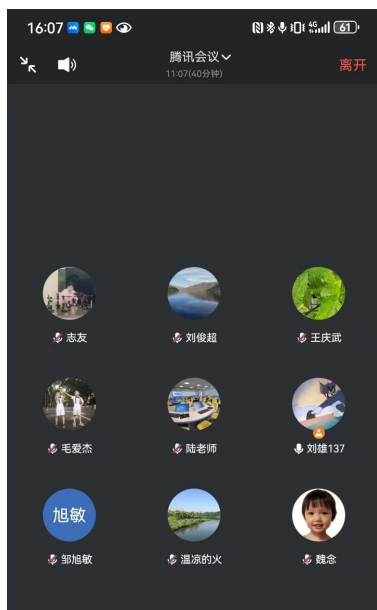 16:07 4G 61
腾讯会议
11:07(40分钟)
离开
志友 刘俊超 王庆武
毛爱杰 陆老师 刘雄137
旭敏
邹旭敏 温凉的火 魏念